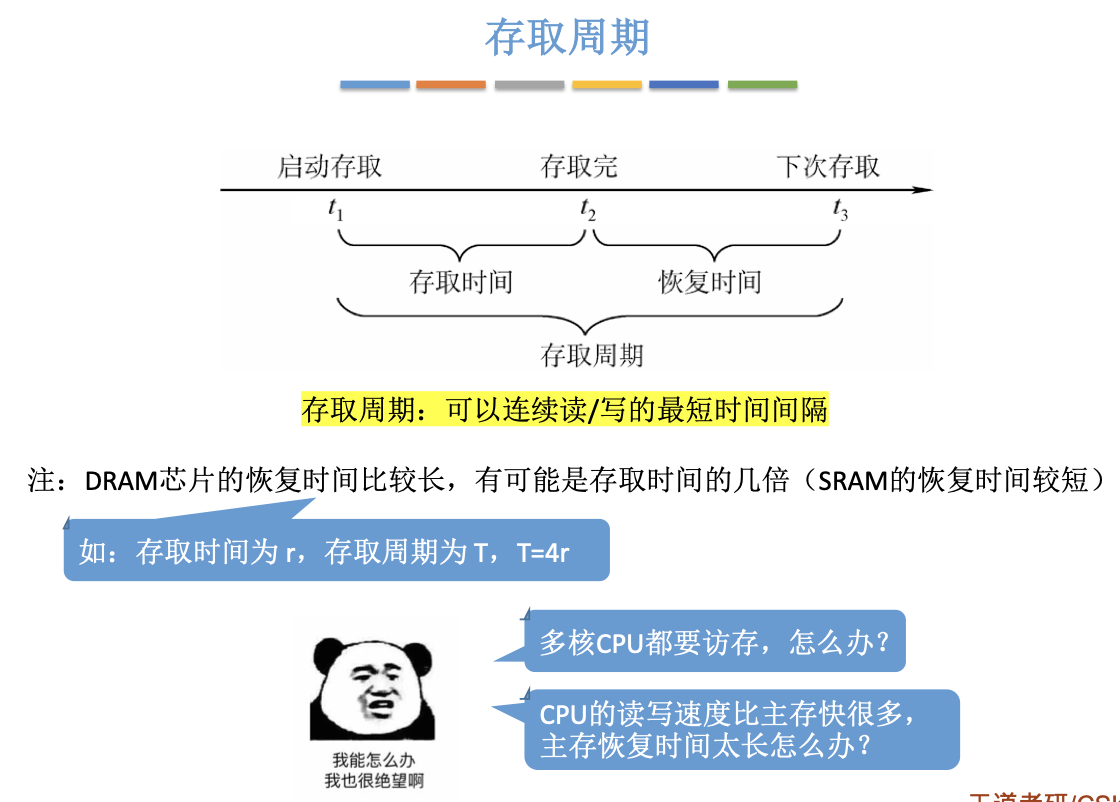 存取周期
启动存取 存取完 下次存取
t1 t2 t3
存取时间 恢复时间
存取周期
存取周期：可以连续读/写的最短时间间隔
注：DRAM芯片的恢复时间比较长，有可能是存取时间的几倍（SRAM的恢复时间较短）
如：存取时间为 r，存取周期为 T，T=4r
多核CPU都要访存，怎么办？
CPU的读写速度比主存快很多，
主存恢复时间太长怎么办？
我能怎么办
我也很绝望啊